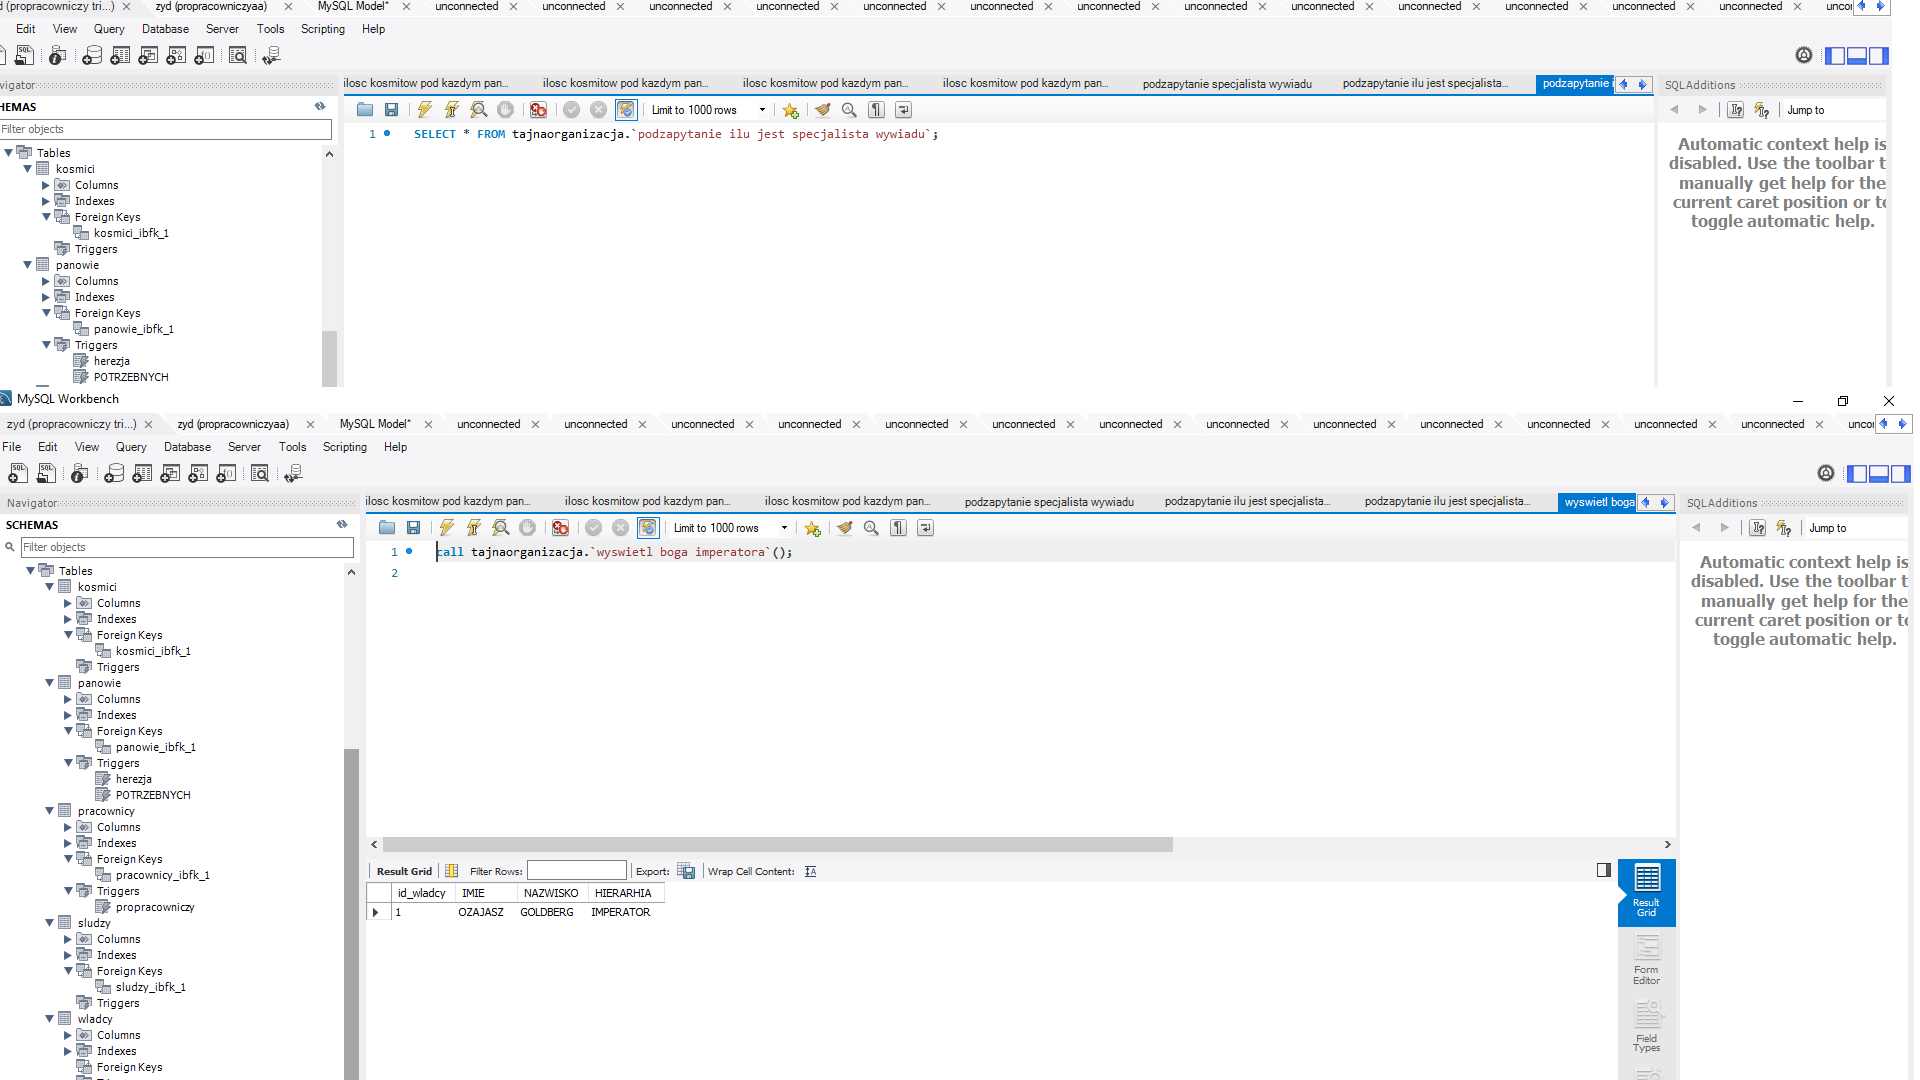 d (propracowniczy tri...) zyd (propracowniczyaa) MySQL Model* unconnected unconnected unconnected unconnected unconnected unconnected unconnected unconnected unconnected unconnected unconnected unconnected unconnected uncor
Edit View Query Database Server Tools Scripting Help
vigator
HEMAS
Filter objects
Tables
kosmici
Columns
Indexes
Foreign Keys
kosmici_ibfk_1
Triggers
panowie
Columns
Indexes
Foreign Keys
panowie_ibfk_1
Triggers
herezja
POTRZEBNYCH
ilosc kosmitow pod kazdym pan... ilosc kosmitow pod kazdym pan... ilosc kosmitow pod kazdym pan... ilosc kosmitow pod kazdym pan... podzapytanie specjalista wywiadu podzapytanie ilu jest specjalista... podzapytanie i
Limit to 1000 rows
1 SELECT * FROM tajnaorganizacja.`podzapytanie ilu jest specjalista wywiadu`;
SQLAdditions
Jump to
Automatic context help is
disabled. Use the toolbar t
manually get help for the
current caret position or to
toggle automatic help.
MySQL Workbench
zyd (propracowniczy tri...) zyd (propracowniczyaa) MySQL Model* unconnected unconnected unconnected unconnected unconnected unconnected unconnected unconnected unconnected unconnected unconnected unconnected unconnected uncor
File Edit View Query Database Server Tools Scripting Help
Navigator
SCHEMAS
Filter objects
Tables
kosmici
Columns
Indexes
Foreign Keys
kosmici_ibfk_1
Triggers
panowie
Columns
Indexes
Foreign Keys
panowie_ibfk_1
Triggers
herezja
POTRZEBNYCH
pracownicy
Columns
Indexes
Foreign Keys
pracownicy_ibfk_1
Triggers
propracowniczy
sludzy
Columns
Indexes
Foreign Keys
sludzy_ibfk_1
Triggers
wladcy
Columns
Indexes
Foreign Keys
ilosc kosmitow pod kazdym pan... ilosc kosmitow pod kazdym pan... ilosc kosmitow pod kazdym pan... podzapytanie specjalista wywiadu podzapytanie ilu jest specjalista... podzapytanie ilu jest specjalista... wyswietl boga
Limit to 1000 rows
1 call tajnaorganizacja.`wyswietl boga imperatora`();
2
Result Grid Filter Rows: Export: Wrap Cell Content:
id_wladcy IMIE NAZWISKO HIERARHIA
1 OZAJASZ GOLDBERG IMPERATOR
Result
Grid
Form
Editor
Field
Types
SQLAdditions
Jump to
Automatic context help is
disabled. Use the toolbar t
manually get help for the
current caret position or to
toggle automatic help.